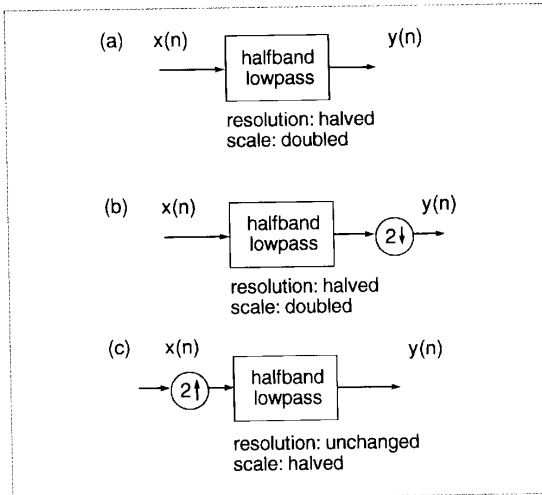 (a) x(n) y(n)
halfband
lowpass
resolution: halved
scale: doubled
(b) x(n) y(n)
halfband
lowpass
2↓
resolution: halved
scale: doubled
(c) x(n) y(n)
2↑
halfband
lowpass
resolution: unchanged
scale: halved